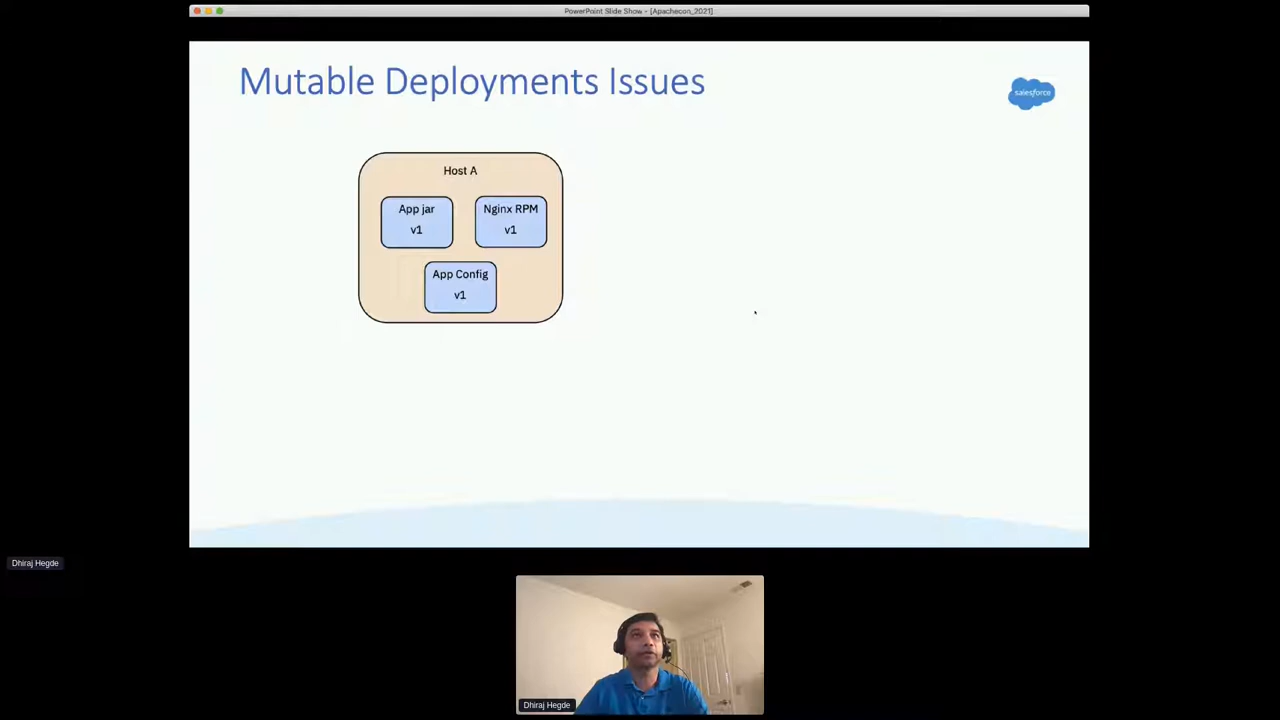 PowerPoint Slide Show - [Apachecon_2021]
Mutable Deployments Issues
salesforce
Host A
App jar
v1
Nginx RPM
v1
App Config
v1
Dhiraj Hegde
Dhiraj Hegde